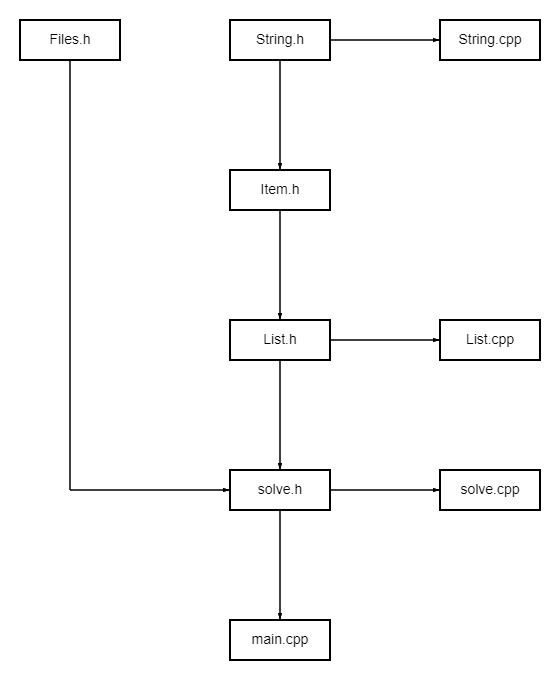 Files.h
String.h
String.cpp
Item.h
List.h
List.cpp
solve.h
solve.cpp
main.cpp